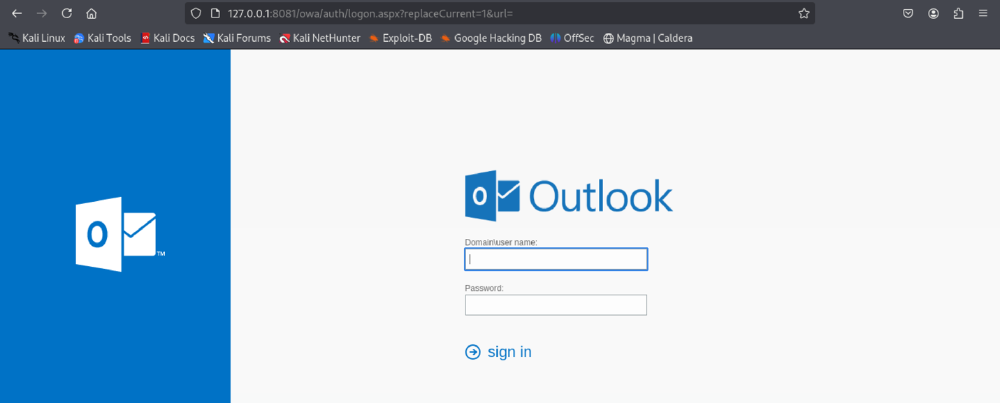 127.0.0.1:8081/owa/auth/logon.aspx?replaceCurrent=1&url=
Kali Linux Kali Tools Kali Docs Kali Forums Kali NetHunter Exploit-DB Google Hacking DB OffSec Magma | Caldera
O TM
O Outlook
Domain\user name:
Password:
sign in